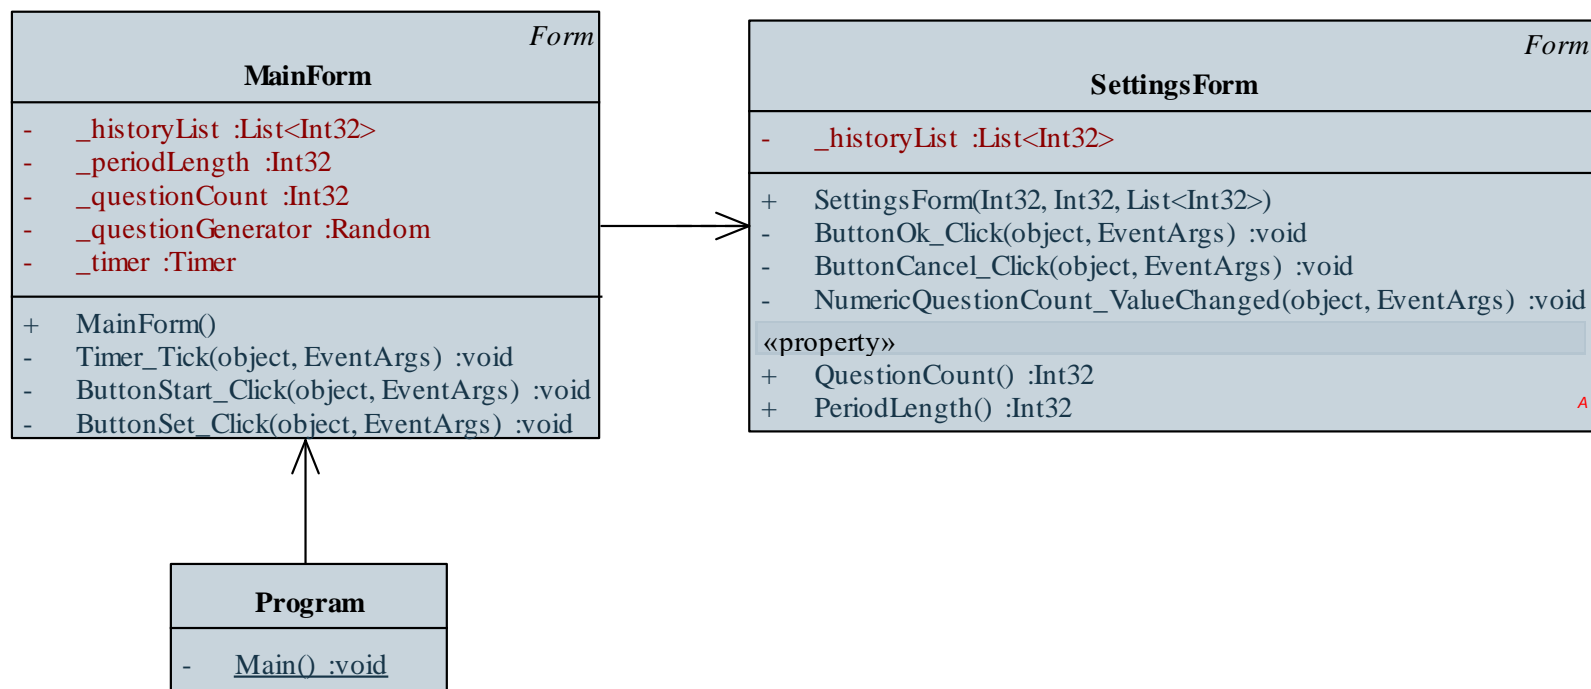 Form
MainForm
- _historyList :List<Int32>
- _periodLength :Int32
- _questionCount :Int32
- _questionGenerator :Random
- _timer :Timer
+ MainForm()
- Timer_Tick(object, EventArgs) :void
- ButtonStart_Click(object, EventArgs) :void
- ButtonSet_Click(object, EventArgs) :void
Form
SettingsForm
- _historyList :List<Int32>
+ SettingsForm(Int32, Int32, List<Int32>)
- ButtonOk_Click(object, EventArgs) :void
- ButtonCancel_Click(object, EventArgs) :void
- NumericQuestionCount_ValueChanged(object, EventArgs) :void
«property»
+ QuestionCount() :Int32
+ PeriodLength() :Int32
A
Program
- Main() :void